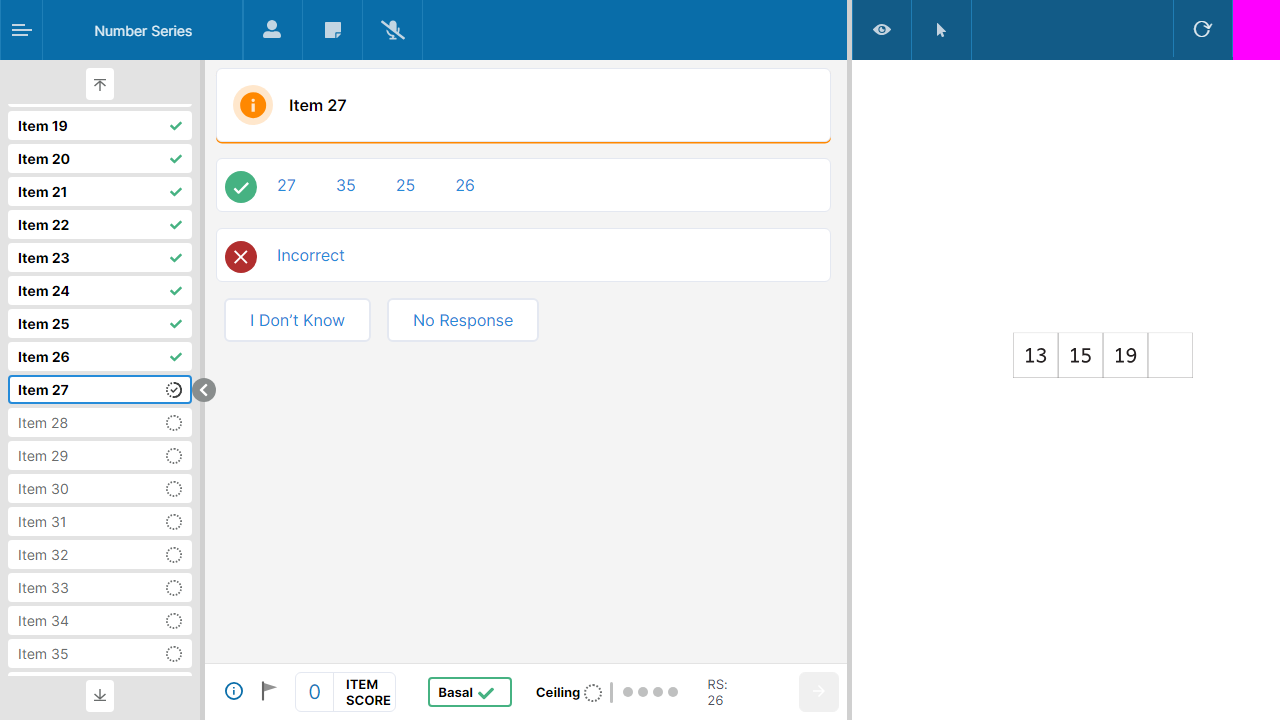 Number Series
Item 19
Item 20
Item 21
Item 22
Item 23
Item 24
Item 25
Item 26
Item 27
Item 28
Item 29
Item 30
Item 31
Item 32
Item 33
Item 34
Item 35
Item 27
27 35 25 26
Incorrect
I Don’t Know No Response
0 ITEM SCORE
Basal
Ceiling
RS:
26
13 15 19